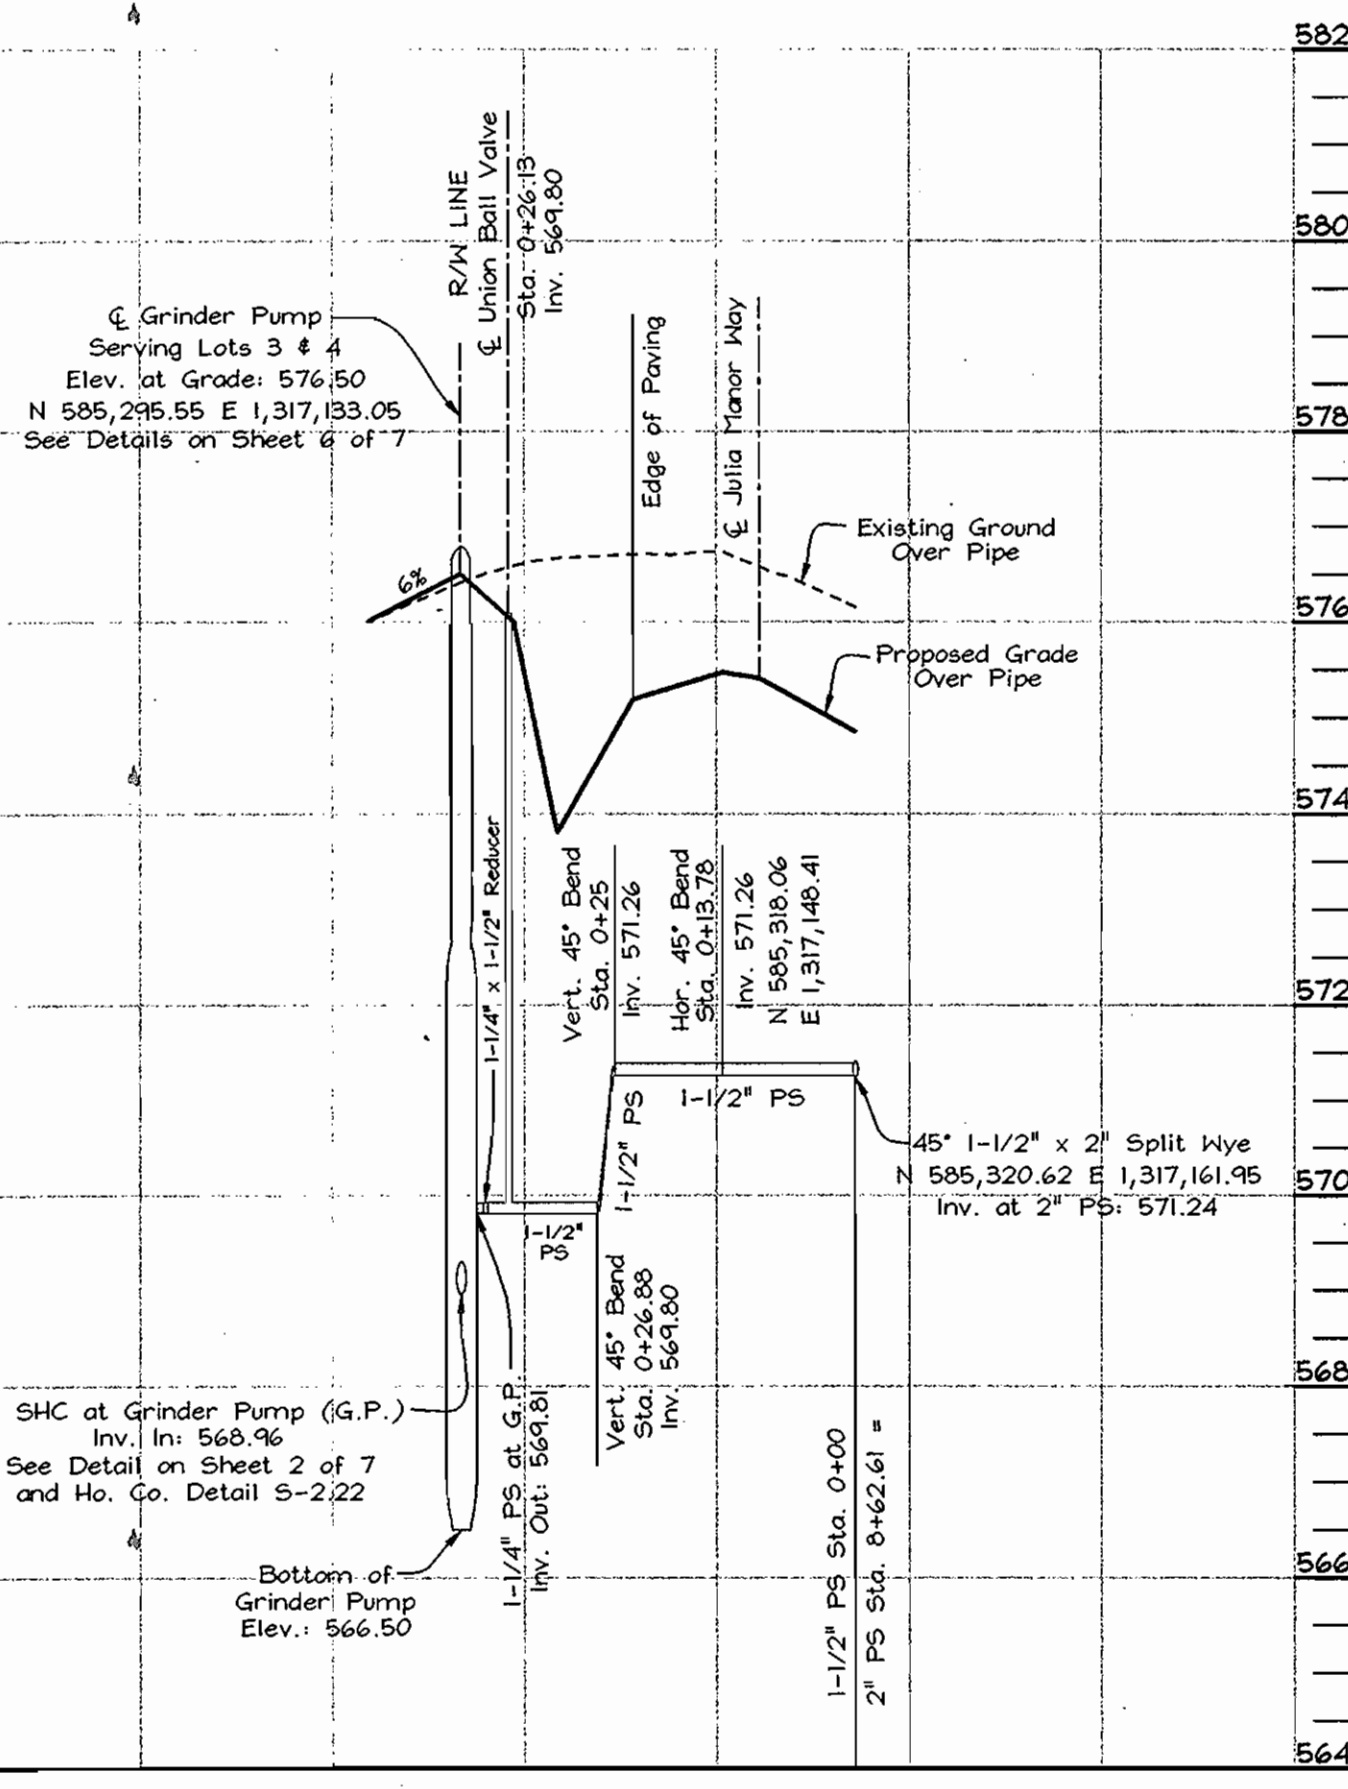 582
580
578
576
574
572
570
568
566
564
R/W LINE
℄ Union Ball Valve
Sta. 0+26.13
Inv. 569.80
℄ Grinder Pump
Serving Lots 3 & 4
Elev. at Grade: 576.50
N 585,295.55 E 1,317,133.05
See Details on Sheet 6 of 7
Edge of Paving
℄ Julia Manor Way
Existing Ground
Over Pipe
6%
Proposed Grade
Over Pipe
1-1/4" x 1-1/2" Reducer
Vert. 45° Bend
Sta. 0+25
Inv. 571.26
Hor. 45° Bend
Sta. 0+13.78
Inv. 571.26
N 585,318.06
E 1,317,148.41
1-1/2" PS
1-1/2" PS
45° 1-1/2" x 2" Split Wye
N 585,320.62 E 1,317,161.95
Inv. at 2" PS: 571.24
1-1/2"
PS
Vert. 45° Bend
Sta. 0+26.88
Inv. 569.80
1-1/4" PS at G.P.
Inv. Out: 569.81
SHC at Grinder Pump (G.P.)
Inv. In: 568.96
See Detail on Sheet 2 of 7
and Ho. Co. Detail S-2.22
Bottom of
Grinder Pump
Elev.: 566.50
1-1/2" PS Sta. 0+00
2" PS Sta. 8+62.61 =